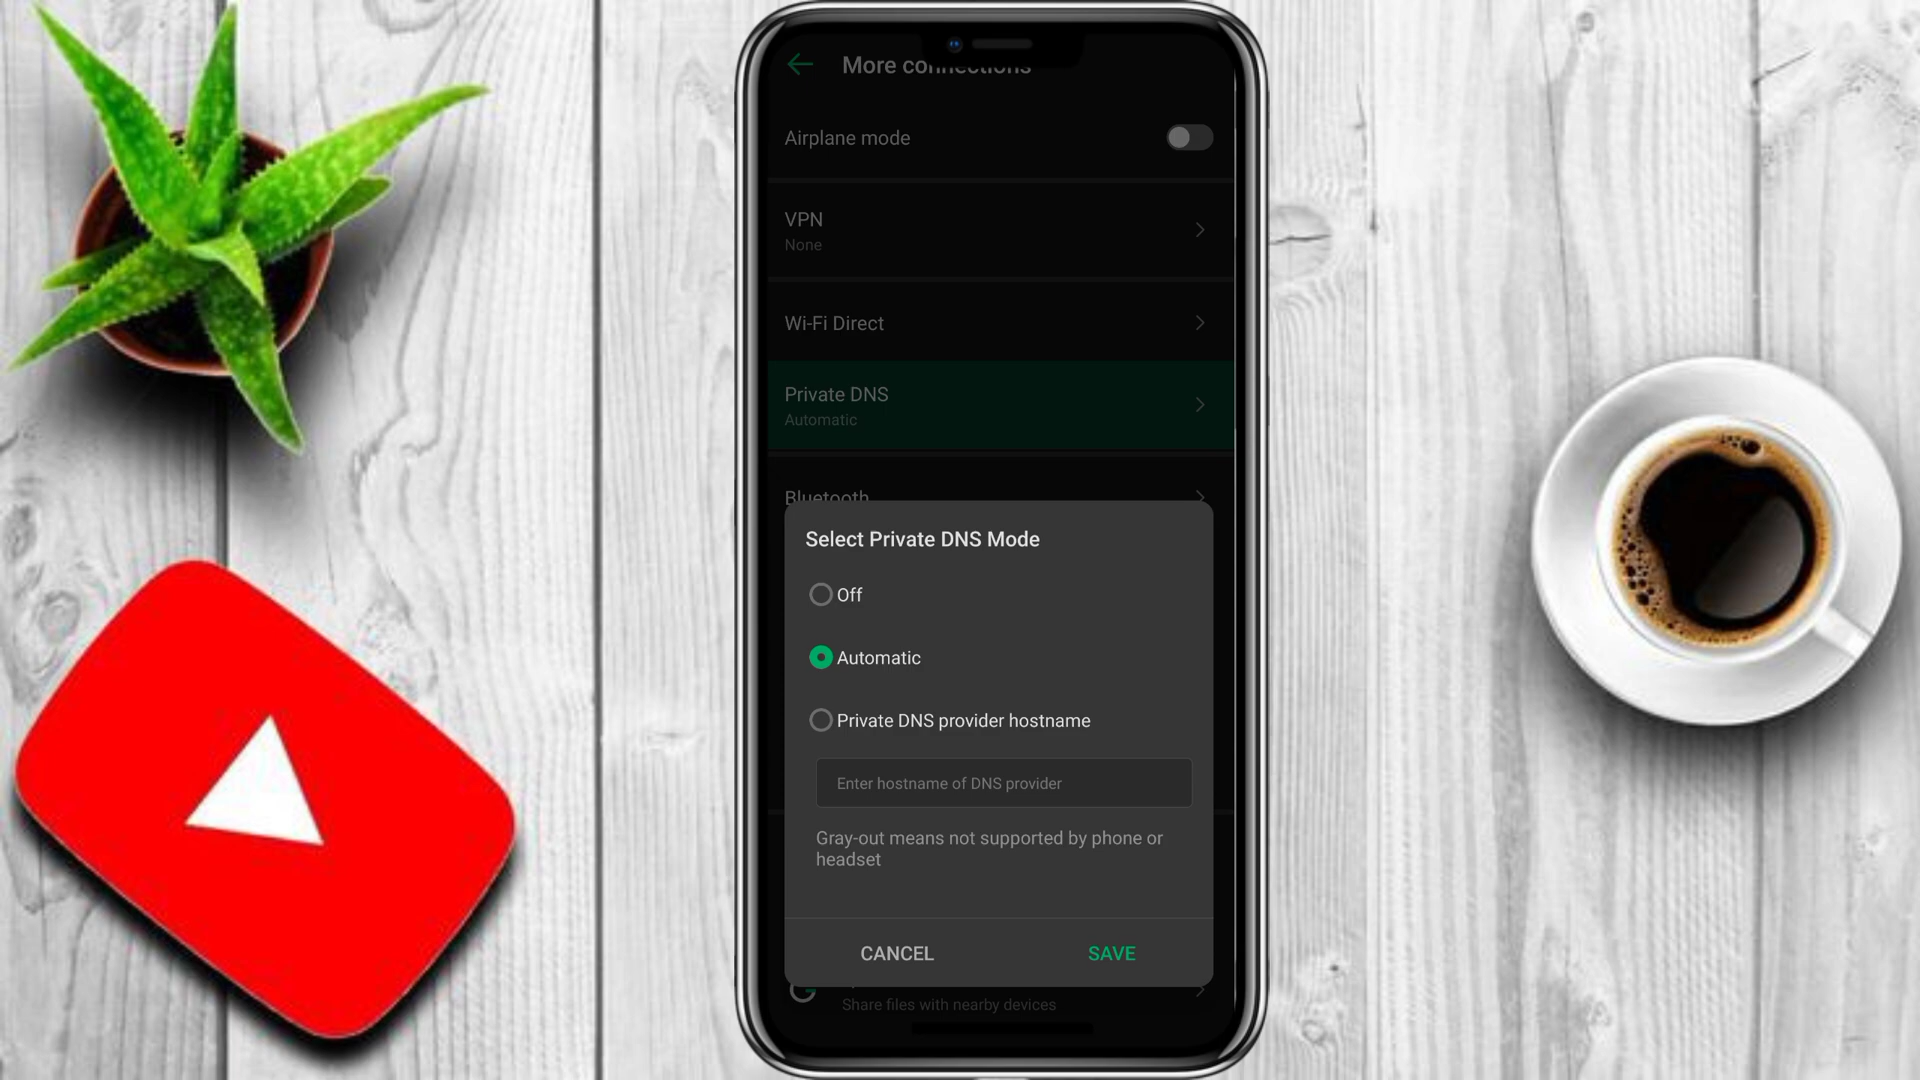 More connections
Airplane mode
VPN
None
Wi-Fi Direct
Private DNS
Automatic
Bluetooth
Select Private DNS Mode
Off
Automatic
Private DNS provider hostname
Enter hostname of DNS provider
Gray-out means not supported by phone or
headset
CANCEL
SAVE
Share files with nearby devices